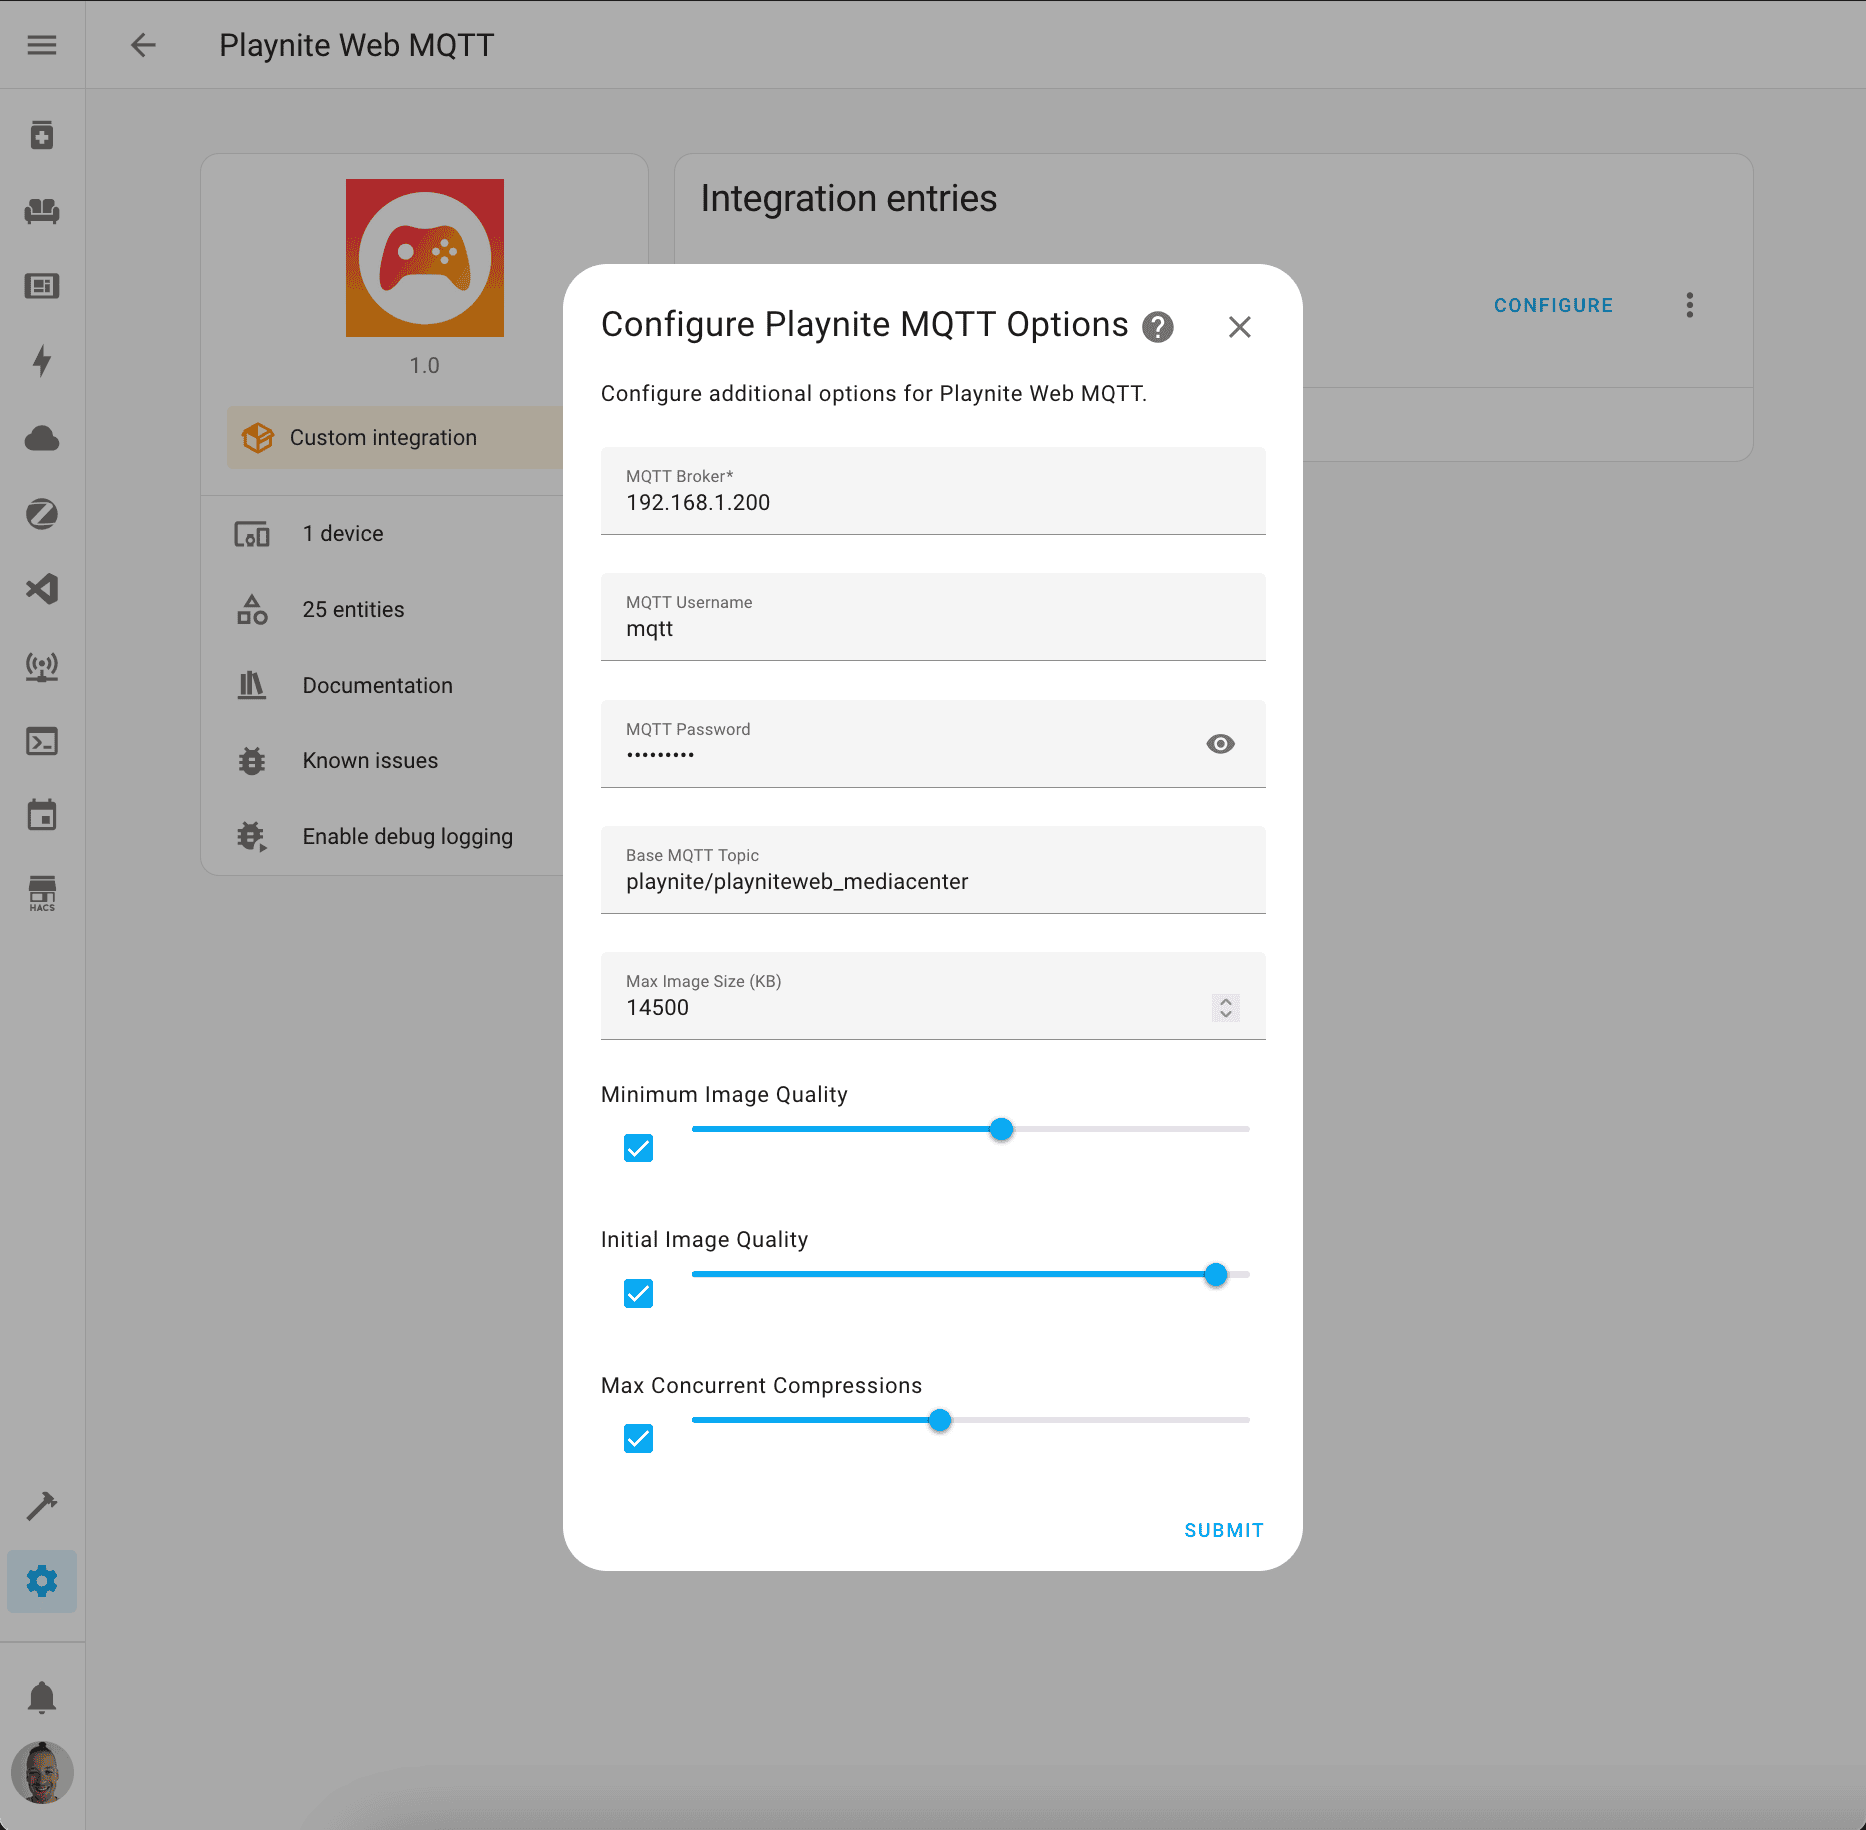 Playnite Web MQTT
Integration entries
1.0
CONFIGURE
Custom integration
1 device
25 entities
Documentation
Known issues
Enable debug logging
HACS
Configure Playnite MQTT Options
Configure additional options for Playnite Web MQTT.
MQTT Broker*
192.168.1.200
MQTT Username
mqtt
MQTT Password
•••••••••
Base MQTT Topic
playnite/playniteweb_mediacenter
Max Image Size (KB)
14500
Minimum Image Quality
Initial Image Quality
Max Concurrent Compressions
SUBMIT